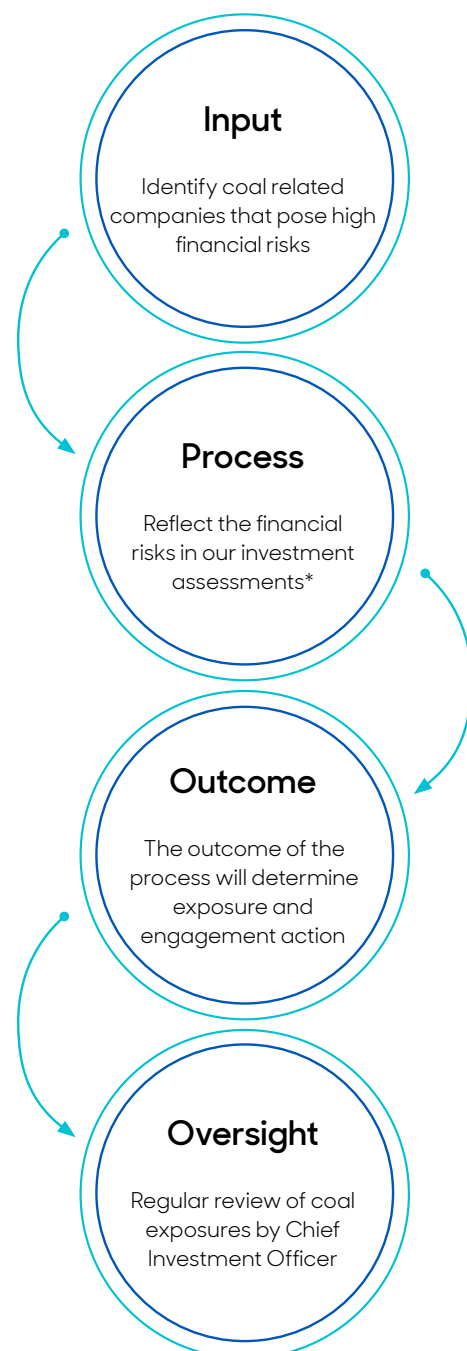 Input
Identify coal related
companies that pose high
financial risks
Process
Reflect the financial
risks in our investment
assessments*
Outcome
The outcome of the
process will determine
exposure and
engagement action
Oversight
Regular review of coal
exposures by Chief
Investment Officer